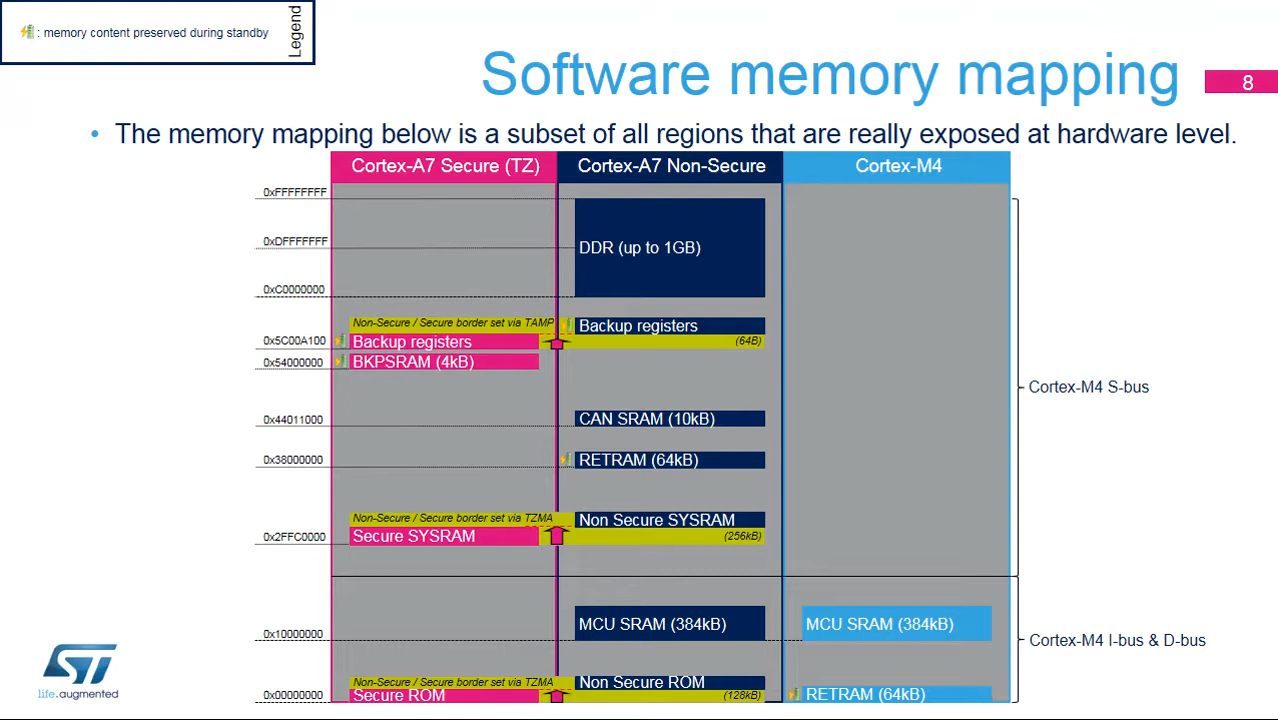 : memory content preserved during standby
Legend
Software memory mapping
8
• The memory mapping below is a subset of all regions that are really exposed at hardware level.
Cortex-A7 Secure (TZ)
Cortex-A7 Non-Secure
Cortex-M4
0xFFFFFFFF
0xDFFFFFFF
DDR (up to 1GB)
0xC0000000
Non-Secure / Secure border set via TAMP
Backup registers
0x5C00A100
Backup registers
(64B)
0x54000000
BKPSRAM (4kB)
Cortex-M4 S-bus
0x44011000
CAN SRAM (10kB)
0x38000000
RETRAM (64kB)
Non-Secure / Secure border set via TZMA
Non Secure SYSRAM
0x2FFC0000
Secure SYSRAM
(256kB)
MCU SRAM (384kB)
MCU SRAM (384kB)
0x10000000
Cortex-M4 I-bus & D-bus
Non-Secure / Secure border set via TZMA
Non Secure ROM
0x00000000
Secure ROM
(128kB)
RETRAM (64kB)
ST
life.augmented